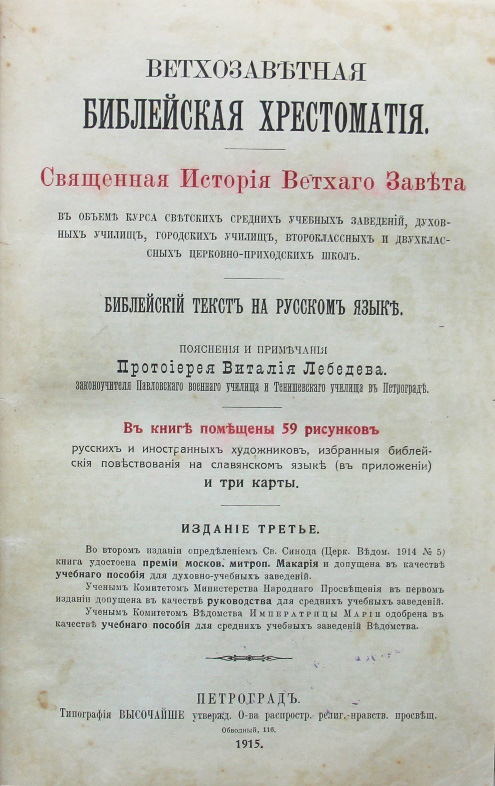 ВЕТХОЗАВѢТНАЯ
БИБЛЕЙСКАЯ ХРЕСТОМАТІЯ.
Священная Исторія Ветхаго Завѣта
ВЪ ОБЪЕМѢ КУРСА СВѢТСКИХЪ СРЕДНИХЪ УЧЕБНЫХЪ ЗАВЕДЕНІЙ, ДУХОВ-
НЫХЪ УЧИЛИЩЪ, ГОРОДСКИХЪ УЧИЛИЩЪ, ВТОРОКЛАССНЫХЪ И ДВУХКЛАС-
СНЫХЪ ЦЕРКОВНО-ПРИХОДСКИХЪ ШКОЛЪ.
БИБЛЕЙСКІЙ ТЕКСТЪ НА РУССКОМЪ ЯЗЫКѢ.
ПОЯСНЕНІЯ И ПРИМѢЧАНІЯ
Протоіерея Виталія Лебедева.
законоучителя Павловскаго военнаго училища и Тенишевскаго училища въ Петроградѣ.
Въ книгѣ помѣщены 59 рисунковъ
русскихъ и иностранныхъ художниковъ, избранныя библей-
скія повѣствованія на славянскомъ языкѣ (въ приложеніи)
и три карты.
ИЗДАНІЕ ТРЕТЬЕ.
Во второмъ изданіи опредѣленіемъ Св. Синода (Церк. Вѣдом. 1914 № 5)
книга удостоена преміи москов. митроп. Макарія и допущена въ качествѣ
учебнаго пособія для духовно-учебныхъ заведеній.
Ученымъ Комитетомъ Министерства Народнаго Просвѣщенія въ первомъ
изданіи допущена въ качествѣ руководства для среднихъ учебныхъ заведеній.
Ученымъ Комитетомъ Вѣдомства Императрицы Маріи одобрена въ
качествѣ учебнаго пособія для среднихъ учебныхъ заведеній Вѣдомства.
ПЕТРОГРАДЪ.
Типографія ВЫСОЧАЙШЕ утвержд. О-ва распростр. религ.-нравств. просвѣщ.
Обводный, 116.
1915.